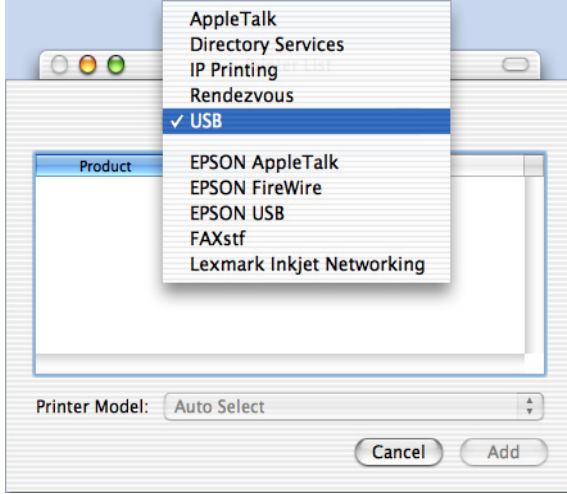 AppleTalk
Directory Services
IP Printing
Rendezvous
✓ USB
EPSON AppleTalk
EPSON FireWire
EPSON USB
FAXstf
Lexmark Inkjet Networking
Product
Printer Model: Auto Select
Cancel Add